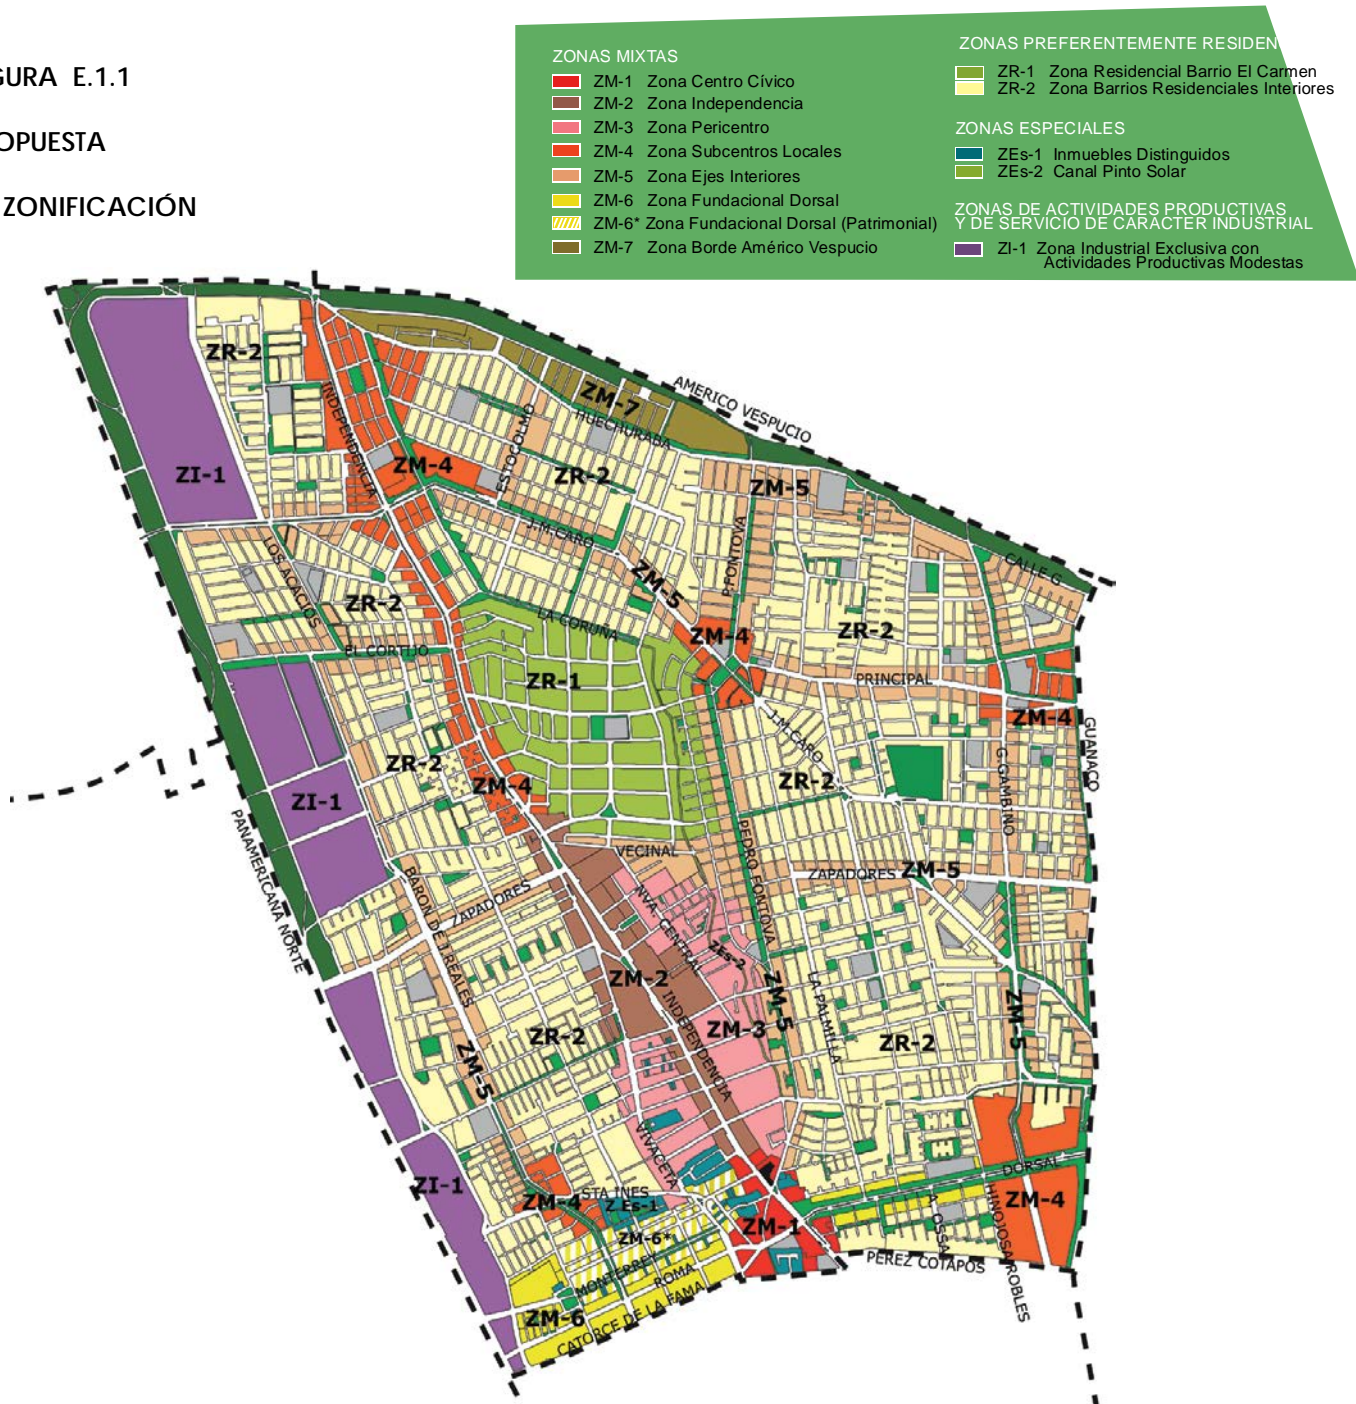 GURA E.1.1
OPUESTA
ZONIFICACIÓN
ZONAS MIXTAS
ZM-1 Zona Centro Cívico
ZM-2 Zona Independencia
ZM-3 Zona Pericentro
ZM-4 Zona Subcentros Locales
ZM-5 Zona Ejes Interiores
ZM-6 Zona Fundacional Dorsal
ZM-6* Zona Fundacional Dorsal (Patrimonial)
ZM-7 Zona Borde Américo Vespucio
ZONAS PREFERENTEMENTE RESIDEN
ZR-1 Zona Residencial Barrio El Carmen
ZR-2 Zona Barrios Residenciales Interiores
ZONAS ESPECIALES
ZEs-1 Inmuebles Distinguidos
ZEs-2 Canal Pinto Solar
ZONAS DE ACTIVIDADES PRODUCTIVAS
Y DE SERVICIO DE CARACTER INDUSTRIAL
ZI-1 Zona Industrial Exclusiva con
Actividades Productivas Modestas
ZR-2
AMERICO VESPUCIO
ZM-7
INDEPENDENCIA
HUECHURABA
ESTOCOLMO
ZM-4
ZI-1
ZR-2
ZM-5
J.M.CARO
P.FONTOVA
LOS ACACIOS
CALLE G
ZM-5
ZR-2
LA CORUÑA
ZM-4
ZR-2
EL CORTIJO
ZR-1
PRINCIPAL
ZM-4
J.M.CARO
GUANACO
ZR-2
ZM-4
ZR-2
G.GAMBINO
ZI-1
PANAMERICANA NORTE
VECINAL
PEDRO FONTOVA
ZAPADORES
ZM-5
BARON DE J.REALES
ZAPADORES
NVA. CENTRAL
ZEs-2
ZM-2
INDEPENDENCIA
ZM-5
LA PALMILLA
ZM-3
ZR-2
ZR-2
ZM-5
ZM-5
VIVACETA
DORSAL
ZI-1
STA INES
ZM-4
Z.Es-1
ZM-1
A. OSSA
HINOJOSA ROBLES
ZM-4
ZM-6*
MONTERREY
ROMA
PEREZ COTAPOS
ZM-6
CATORCE DE LA FAMA